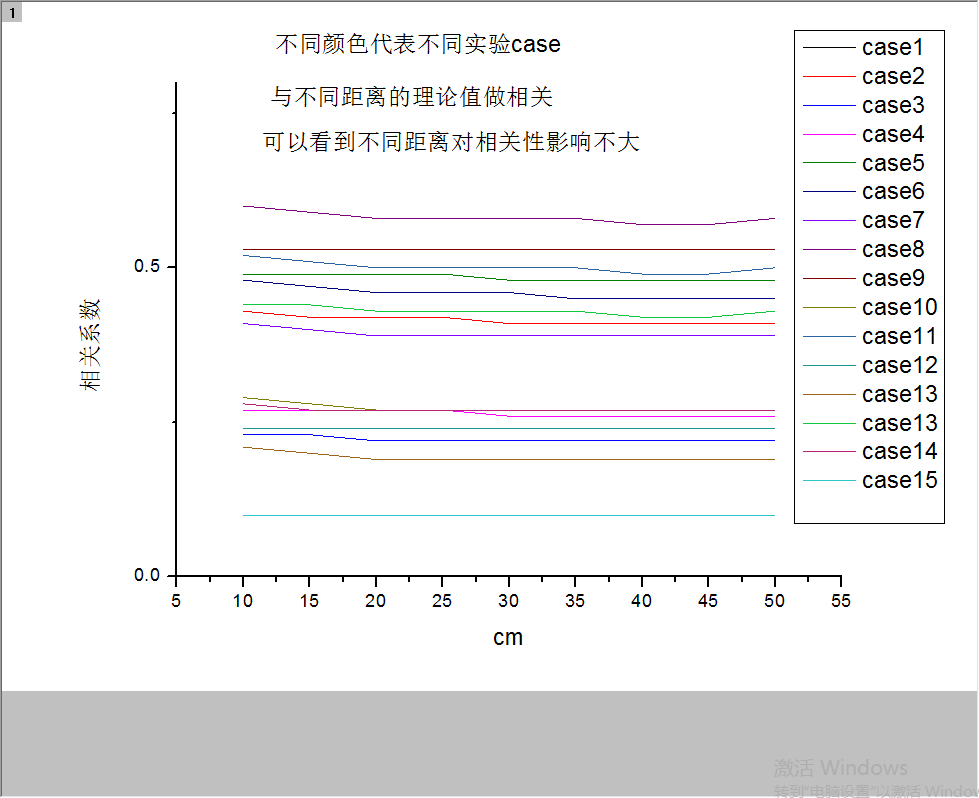 1
不同颜色代表不同实验case
与不同距离的理论值做相关
可以看到不同距离对相关性影响不大
case1
case2
case3
case4
case5
case6
case7
case8
case9
case10
case11
case12
case13
case13
case14
case15
相关系数
0.5
0.0
5 10 15 20 25 30 35 40 45 50 55
cm
激活 Windows
转到"电脑设置"以激活 Windo